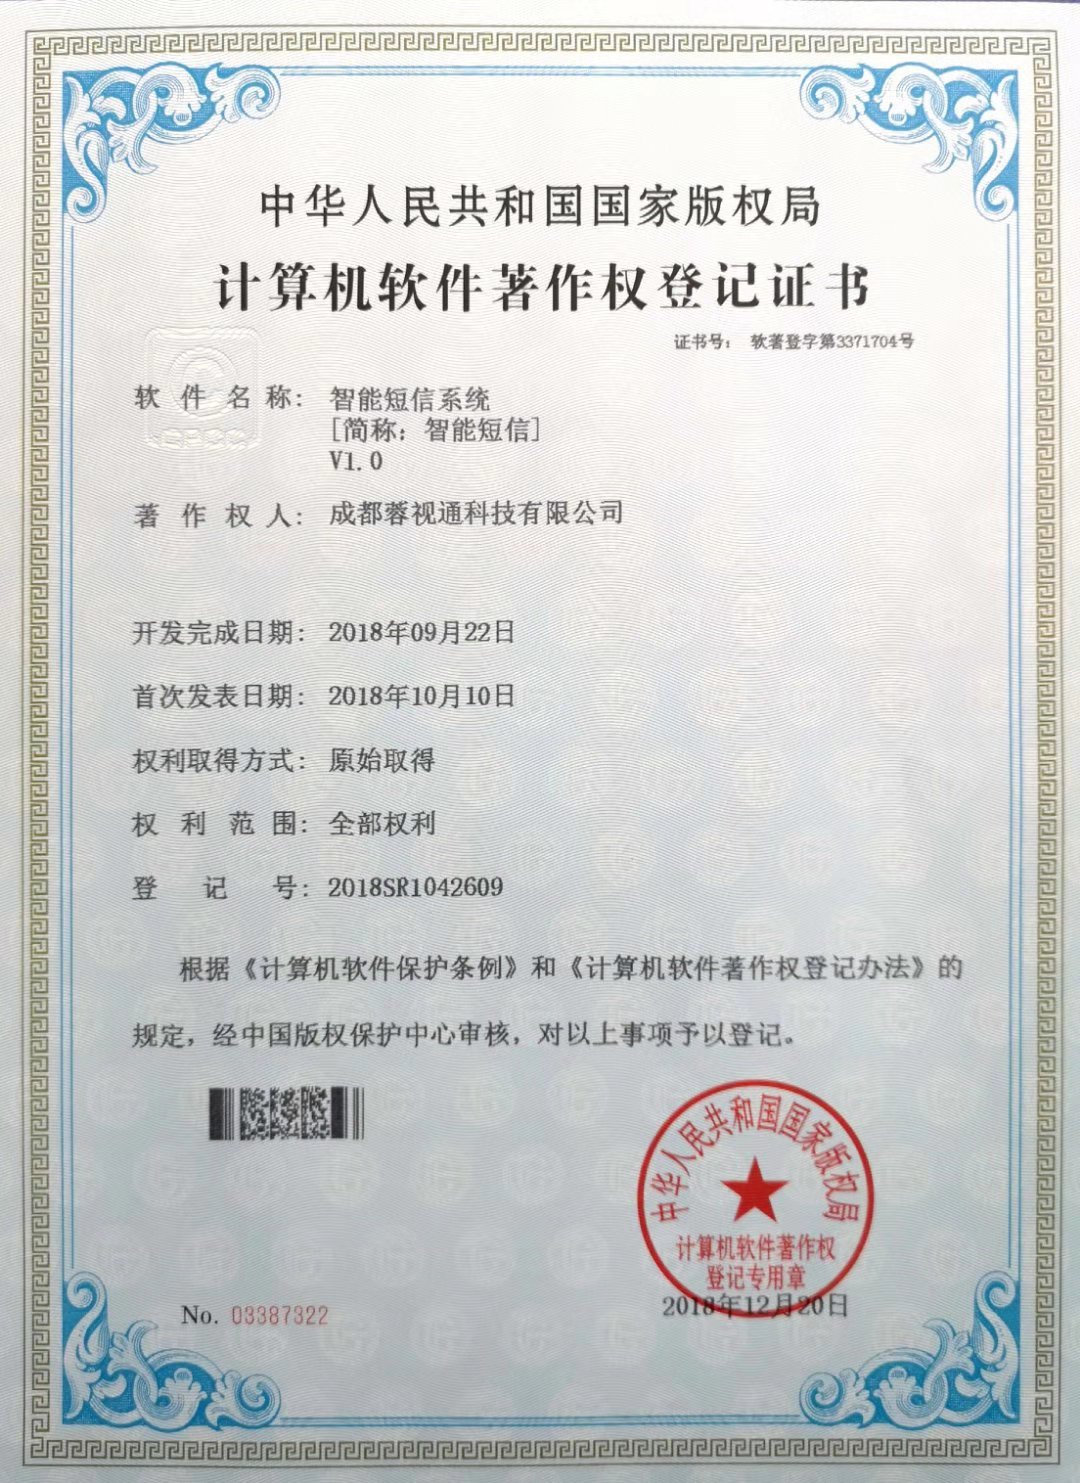 中华人民共和国国家版权局
计算机软件著作权登记证书
证书号： 软著登字第3371704号
CPCC
软件名称： 智能短信系统
[简称：智能短信]
V1.0
著作权人： 成都蓉视通科技有限公司
开发完成日期： 2018年09月22日
首次发表日期： 2018年10月10日
权利取得方式： 原始取得
权利范围： 全部权利
登记号： 2018SR1042609
根据《计算机软件保护条例》和《计算机软件著作权登记办法》的
规定，经中国版权保护中心审核，对以上事项予以登记。
中华人民共和国国家版权局
计算机软件著作权
登记专用章
2018年12月20日
No. 03387322